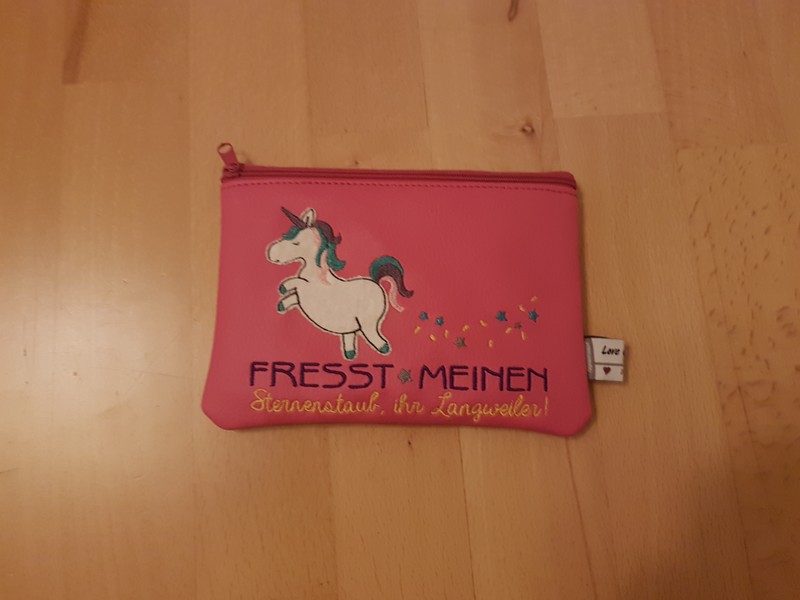 FRESST MEINEN
Sternenstaub, ihr Langweiler!
Love